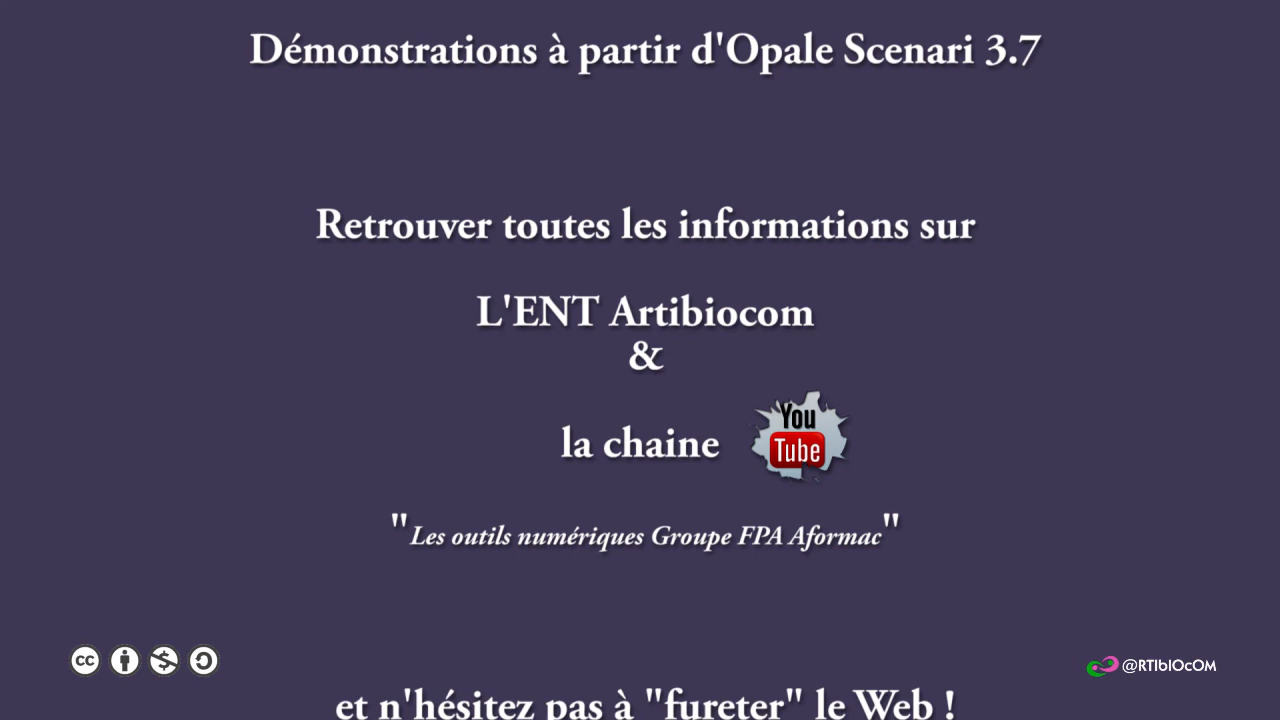 Démonstrations à partir d'Opale Scenari 3.7
Retrouver toutes les informations sur
L'ENT Artibiocom
&
la chaine
You
Tube
"Les outils numériques Groupe FPA Aformac"
cc
@RTIbIOcOM
et n'hésitez pas à "fureter" le Web !